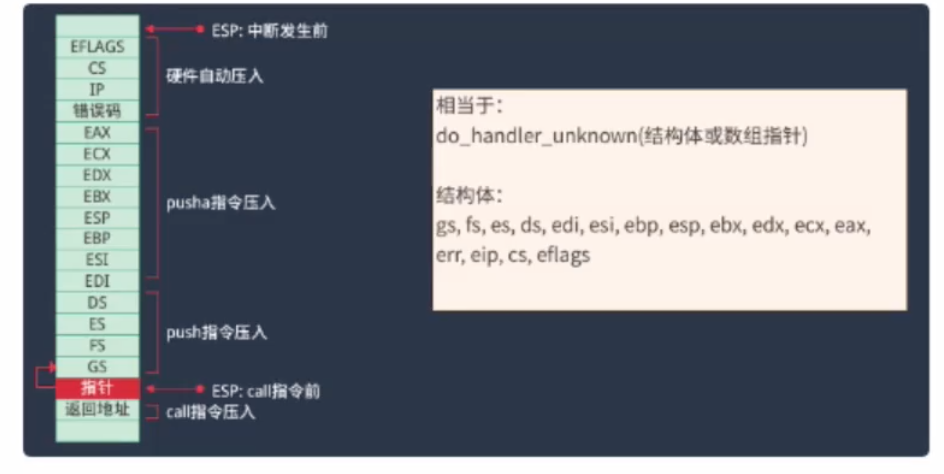 ESP: 中断发生前
EFLAGS
CS
IP
错误码
硬件自动压入
EAX
ECX
EDX
EBX
ESP
EBP
ESI
EDI
pusha指令压入
DS
ES
FS
GS
push指令压入
指针
ESP: call指令前
返回地址
call指令压入
相当于：
do_handler_unknown(结构体或数组指针)
结构体：
gs, fs, es, ds, edi, esi, ebp, esp, ebx, edx, ecx, eax,
err, eip, cs, eflags